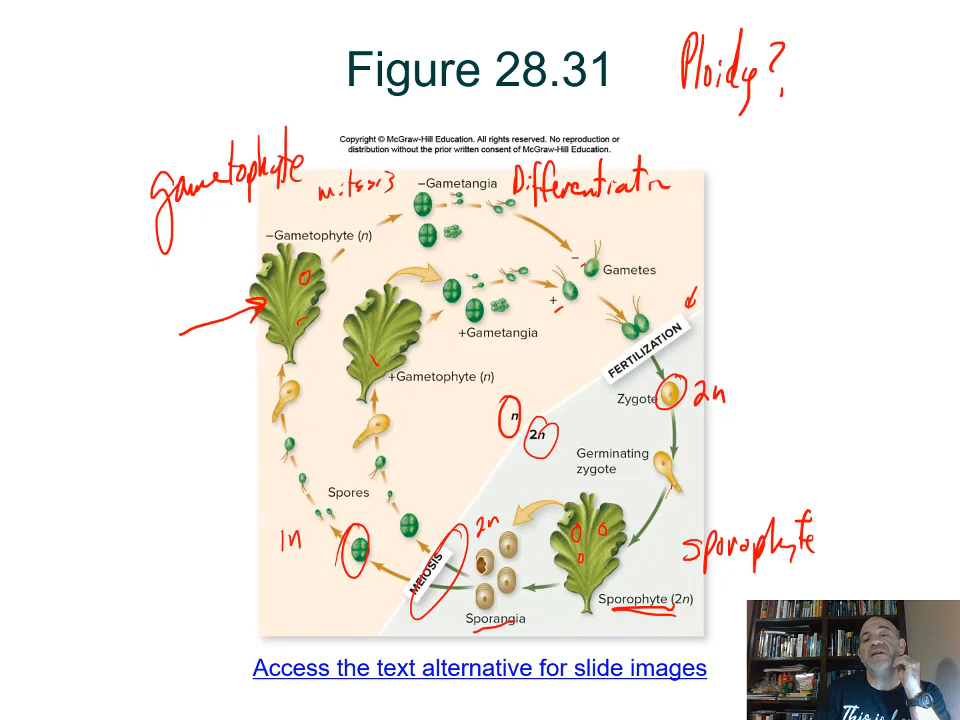 Figure 28.31
Ploidy?
Copyright © McGraw-Hill Education. All rights reserved. No reproduction or
distribution without the prior written consent of McGraw-Hill Education.
gametophyte
mitosis
−Gametangia
Differentiation
−Gametophyte (n)
−
Gametes
+
+Gametangia
+Gametophyte (n)
FERTILIZATION
Zygote
2n
n
2n
Germinating
zygote
Spores
1n
2n
MEIOSIS
sporophyte
Sporophyte (2n)
Sporangia
Access the text alternative for slide images
This is